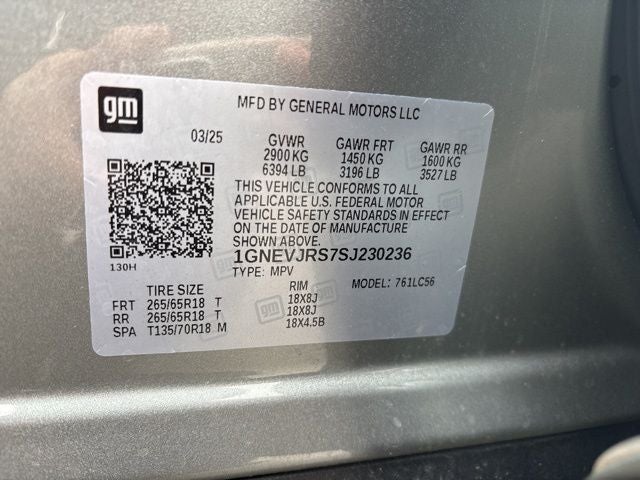 gm
MFD BY GENERAL MOTORS LLC
03/25 GVWR GAWR FRT GAWR RR
2900 KG 1450 KG 1600 KG
6394 LB 3196 LB 3527 LB
THIS VEHICLE CONFORMS TO ALL
APPLICABLE U.S. FEDERAL MOTOR
VEHICLE SAFETY STANDARDS IN EFFECT
ON THE DATE OF MANUFACTURE
SHOWN ABOVE.
1GNEVJRS7SJ230236
130H
TYPE: MPV MODEL: 761LC56
TIRE SIZE RIM
FRT 265/65R18 T 18X8J
RR 265/65R18 T 18X8J
SPA T135/70R18 M 18X4.5B